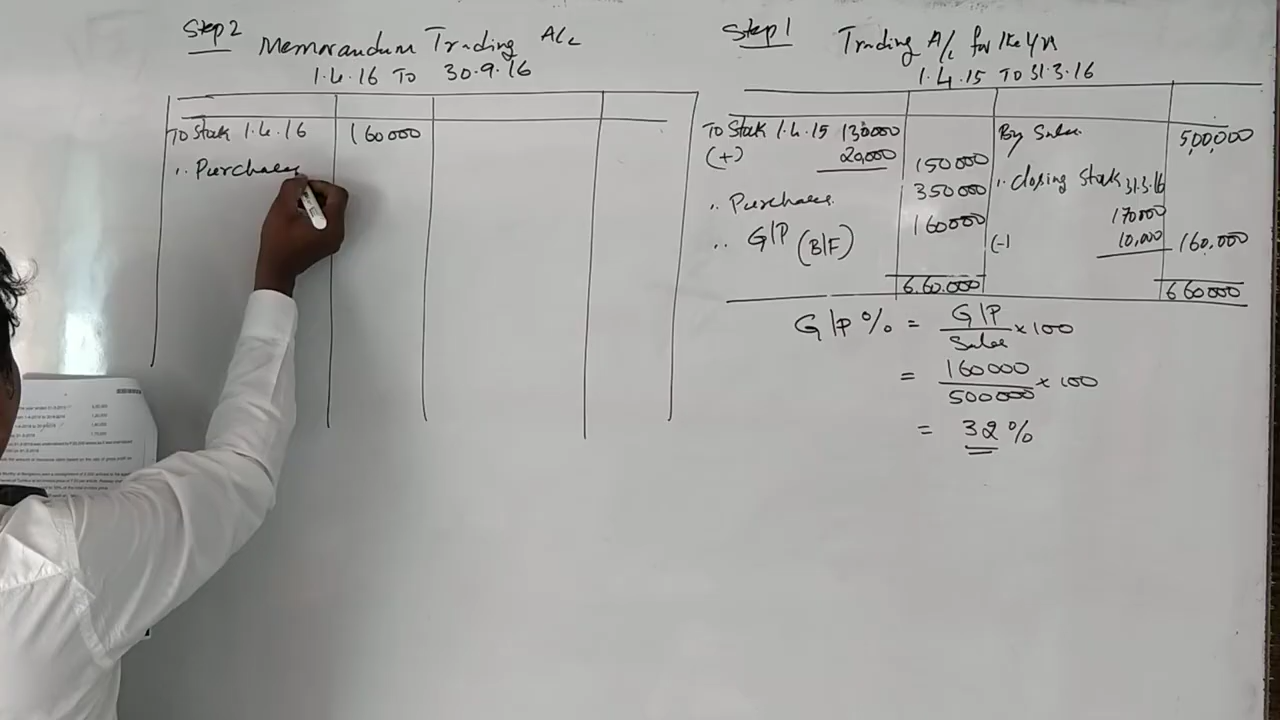 Step 2
Memorandum Trading A/c
1.4.16 To 30.9.16
To Stock 1.4.16 160000
,, Purchases
Step 1
Trading A/c for the yr
1.4.15 TO 31.3.16
To Stock 1.4.15 130000
(+) 20,000 150000
,, Purchases. 350000
,, G|P (B|F) 160000
6.60.000
By Sales 5,00,000
,, Closing Stock 31.3.16
170000
(-) 10,000 160,000
660000
G|P % = G|P / Sales × 100
= 160000 / 500000 × 100
= 32 %